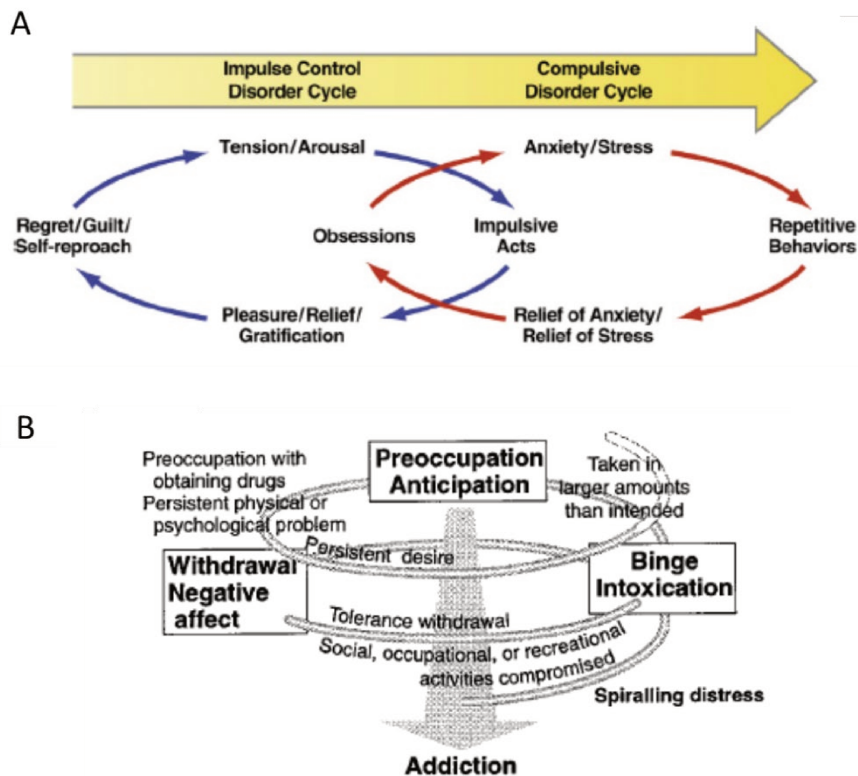 A
Impulse Control
Disorder Cycle
Compulsive
Disorder Cycle
Tension/Arousal
Anxiety/Stress
Regret/Guilt/
Self-reproach
Obsessions
Impulsive
Acts
Repetitive
Behaviors
Pleasure/Relief/
Gratification
Relief of Anxiety/
Relief of Stress
B
Preoccupation with
obtaining drugs
Persistent physical or
psychological problem
Preoccupation
Anticipation
Taken in
larger amounts
than intended
Persistent desire
Withdrawal
Negative
affect
Binge
Intoxication
Tolerance withdrawal
Social, occupational, or recreational
activities compromised
Spiralling distress
Addiction